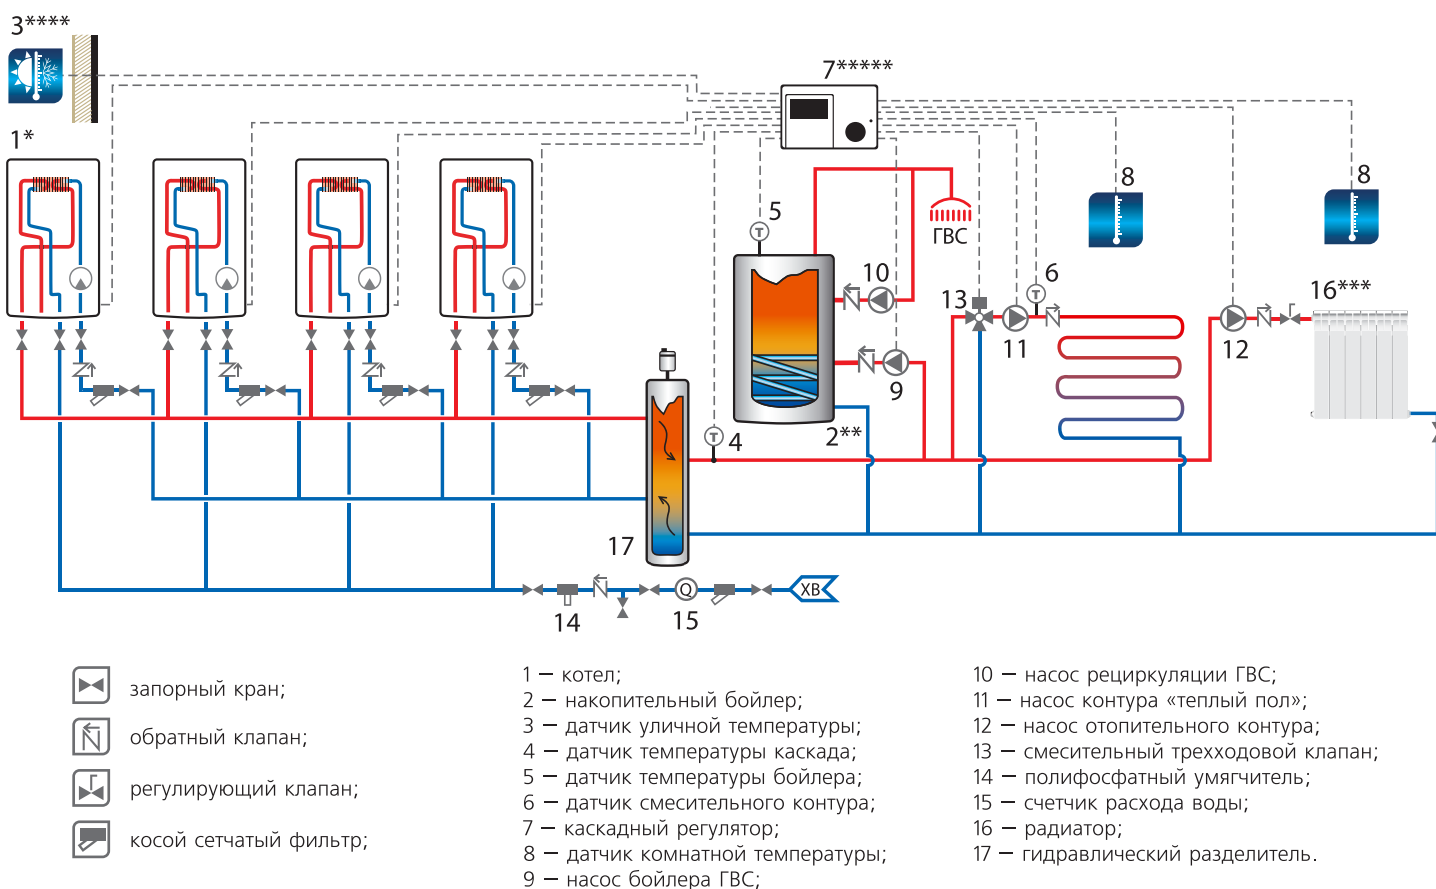 3****
7*****
1*
8
8
5
ГВС
10
6
13
16***
11
12
9
2**
4
17
ХВ
14
15
Q
T
T
T
запорный кран;
обратный клапан;
регулирующий клапан;
косой сетчатый фильтр;
1 – котел;
2 – накопительный бойлер;
3 – датчик уличной температуры;
4 – датчик температуры каскада;
5 – датчик температуры бойлера;
6 – датчик смесительного контура;
7 – каскадный регулятор;
8 – датчик комнатной температуры;
9 – насос бойлера ГВС;
10 – насос рециркуляции ГВС;
11 – насос контура «теплый пол»;
12 – насос отопительного контура;
13 – смесительный трехходовой клапан;
14 – полифосфатный умягчитель;
15 – счетчик расхода воды;
16 – радиатор;
17 – гидравлический разделитель.